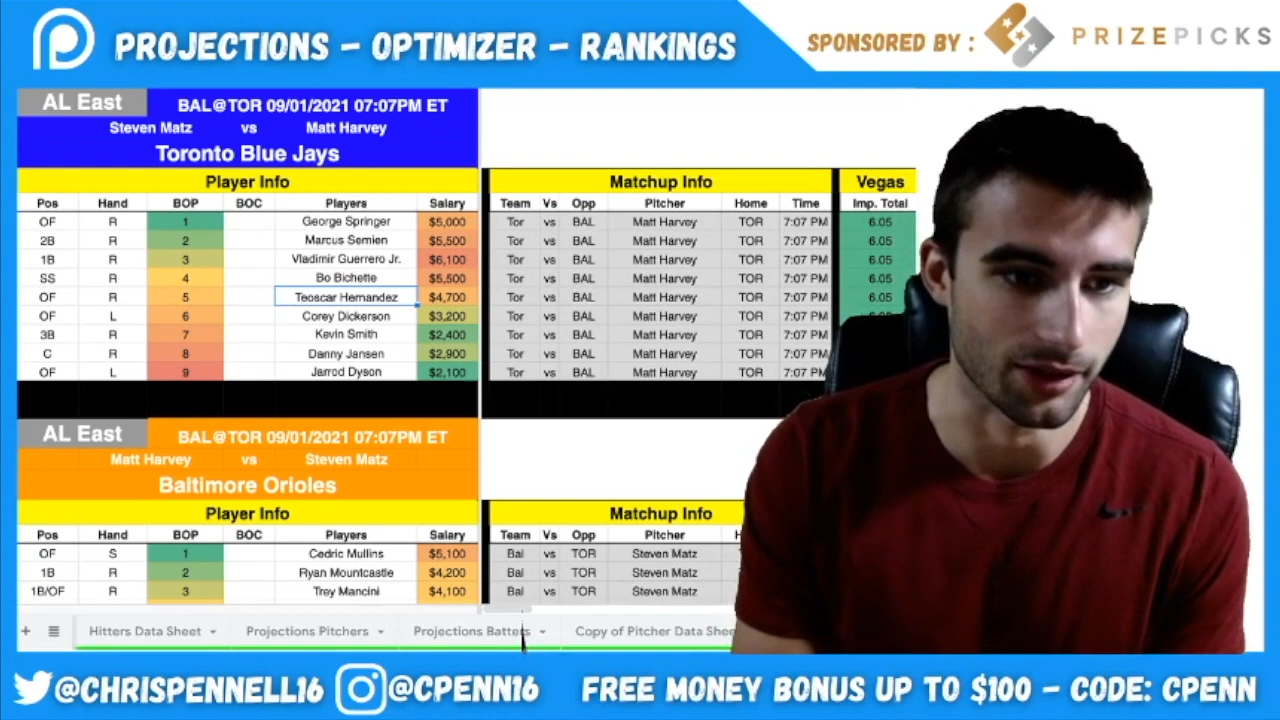 PROJECTIONS - OPTIMIZER - RANKINGS
SPONSORED BY : PRIZEPICKS
AL East BAL@TOR 09/01/2021 07:07PM ET
Steven Matz vs Matt Harvey
Toronto Blue Jays
Player Info Matchup Info Vegas
Pos Hand BOP BOC Players Salary Team Vs Opp Pitcher Home Time Imp. Total
OF R 1 George Springer $5,000 Tor vs BAL Matt Harvey TOR 7:07 PM 6.05
2B R 2 Marcus Semien $5,500 Tor vs BAL Matt Harvey TOR 7:07 PM 6.05
1B R 3 Vladimir Guerrero Jr. $6,100 Tor vs BAL Matt Harvey TOR 7:07 PM 6.05
SS R 4 Bo Bichette $5,500 Tor vs BAL Matt Harvey TOR 7:07 PM 6.05
OF R 5 Teoscar Hernandez $4,700 Tor vs BAL Matt Harvey TOR 7:07 PM 6.05
OF L 6 Corey Dickerson $3,200 Tor vs BAL Matt Harvey TOR 7:07 PM
3B R 7 Kevin Smith $2,400 Tor vs BAL Matt Harvey TOR 7:07 PM
C R 8 Danny Jansen $2,900 Tor vs BAL Matt Harvey TOR 7:07 PM
OF L 9 Jarrod Dyson $2,100 Tor vs BAL Matt Harvey TOR 7:07 PM
AL East BAL@TOR 09/01/2021 07:07PM ET
Matt Harvey vs Steven Matz
Baltimore Orioles
Player Info Matchup Info
Pos Hand BOP BOC Players Salary Team Vs Opp Pitcher
OF S 1 Cedric Mullins $5,100 Bal vs TOR Steven Matz
1B R 2 Ryan Mountcastle $4,200 Bal vs TOR Steven Matz
1B/OF R 3 Trey Mancini $4,100 Bal vs TOR Steven Matz
+ Hitters Data Sheet Projections Pitchers Projections Batters Copy of Pitcher Data Shee
@CHRISPENNELL16 @CPENN16 FREE MONEY BONUS UP TO $100 - CODE: CPENN